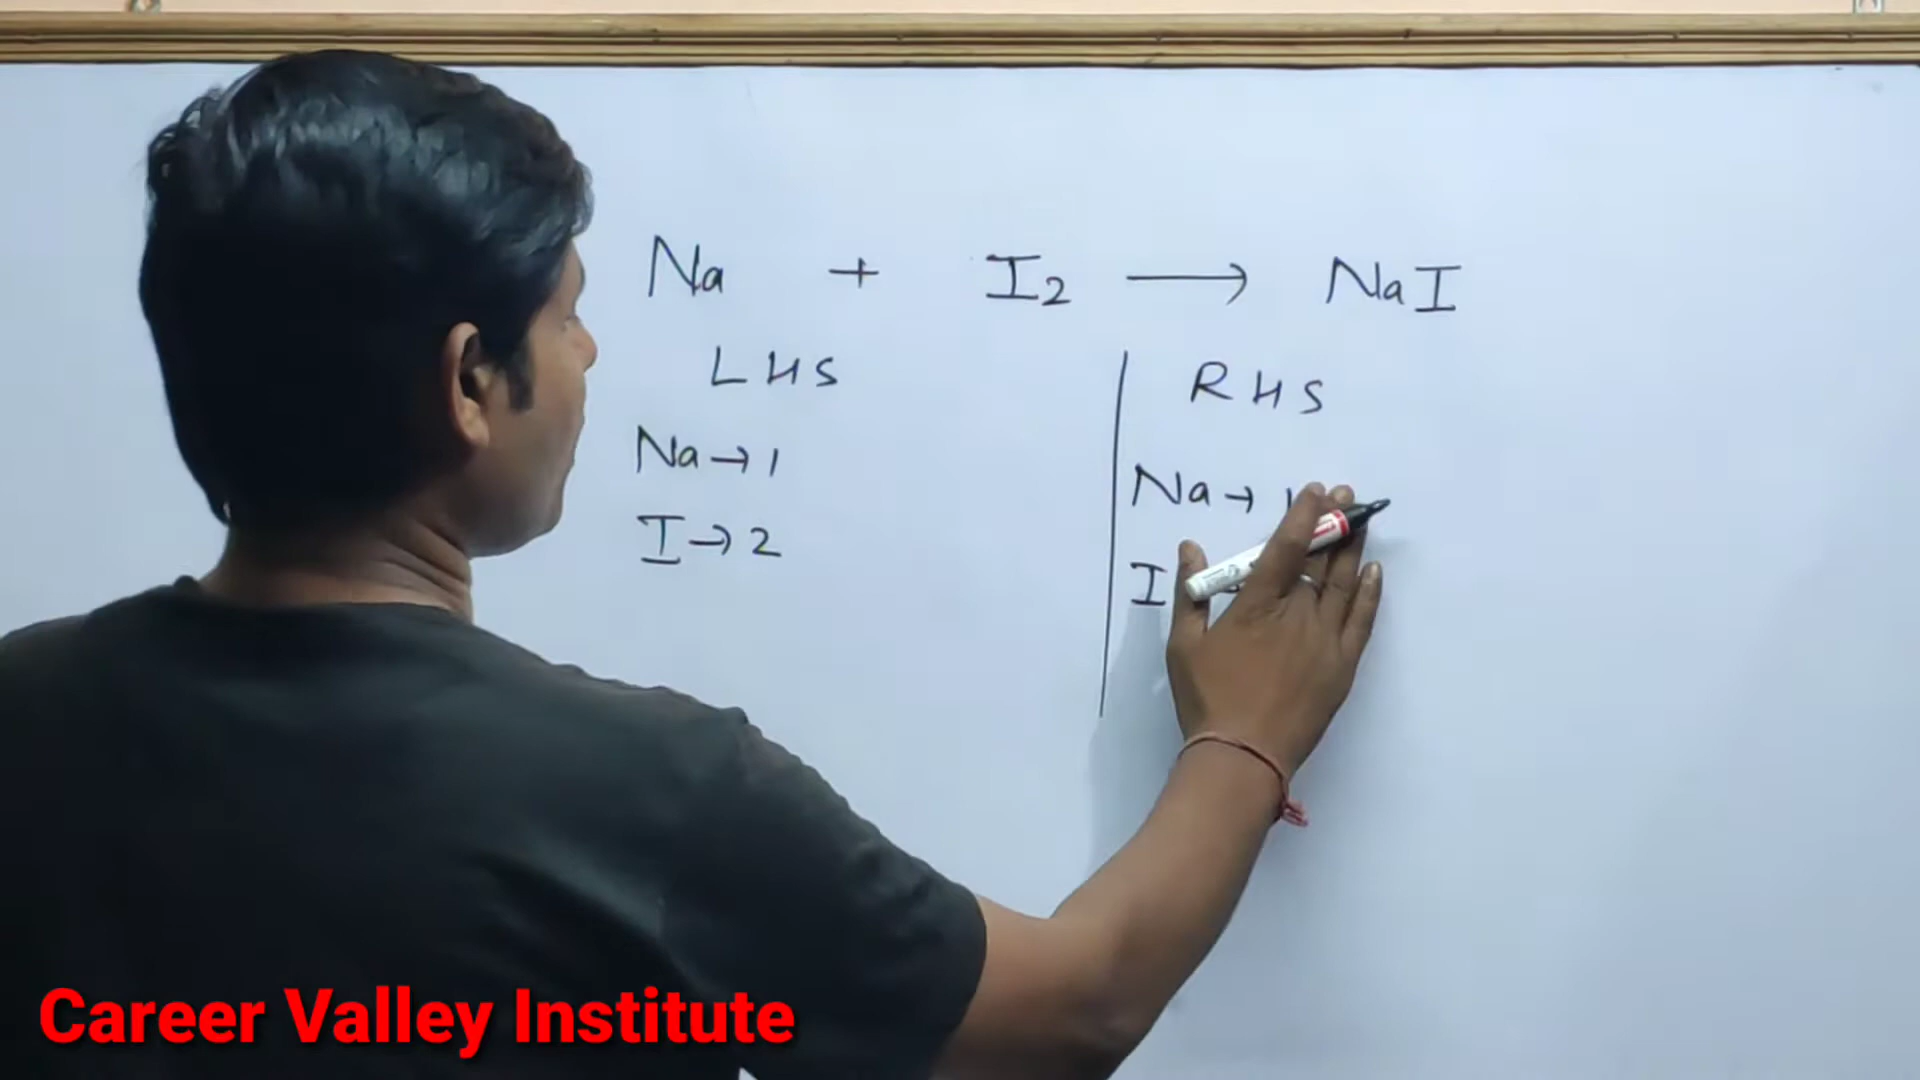 Na + I2 → NaI
LHS
RHS
Na → 1
I → 2
Na → 1
I
Career Valley Institute